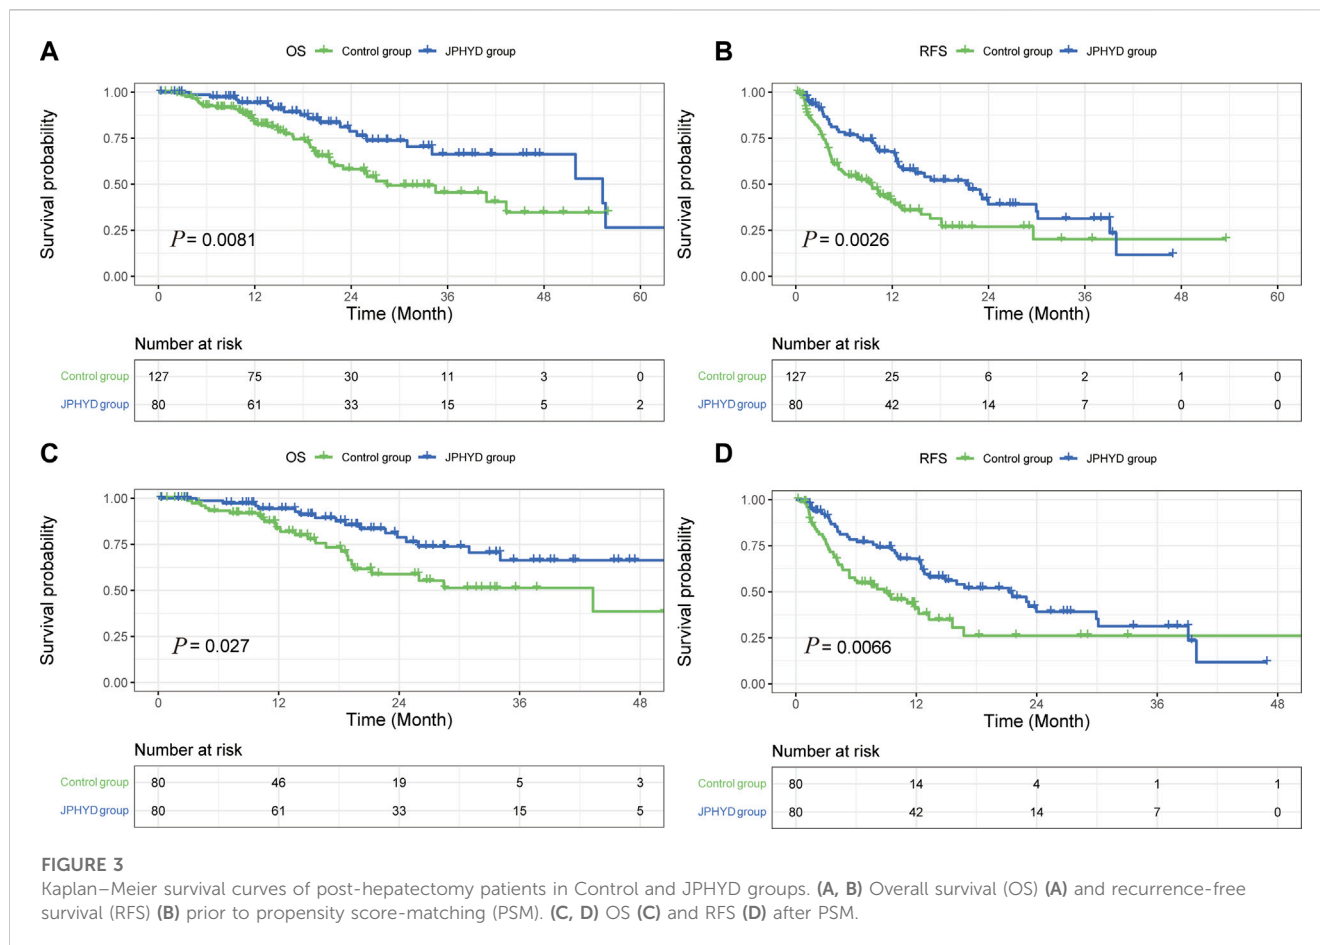 A
OS Control group JPHYD group
Survival probability
1.00
0.75
0.50
0.25
0.00
P = 0.0081
0 12 24 36 48 60
Time (Month)
Number at risk
Control group 127 75 30 11 3 0
JPHYD group 80 61 33 15 5 2
B
RFS Control group JPHYD group
Survival probability
1.00
0.75
0.50
0.25
0.00
P = 0.0026
0 12 24 36 48 60
Time (Month)
Number at risk
Control group 127 25 6 2 1 0
JPHYD group 80 42 14 7 0 0
C
OS Control group JPHYD group
Survival probability
1.00
0.75
0.50
0.25
0.00
P = 0.027
0 12 24 36 48
Time (Month)
Number at risk
Control group 80 46 19 5 3
JPHYD group 80 61 33 15 5
D
RFS Control group JPHYD group
Survival probability
1.00
0.75
0.50
0.25
0.00
P = 0.0066
0 12 24 36 48
Time (Month)
Number at risk
Control group 80 14 4 1 1
JPHYD group 80 42 14 7 0
FIGURE 3
Kaplan–Meier survival curves of post-hepatectomy patients in Control and JPHYD groups. (A, B) Overall survival (OS) (A) and recurrence-free
survival (RFS) (B) prior to propensity score-matching (PSM). (C, D) OS (C) and RFS (D) after PSM.